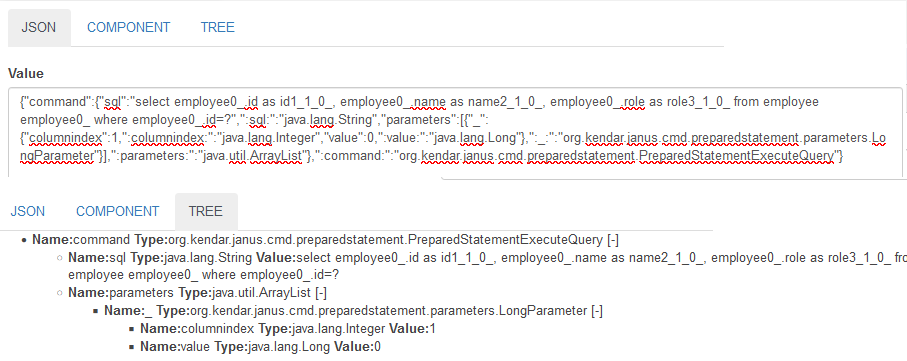 JSON COMPONENT TREE
Value
{"command":{"sql":"select employee0_.id as id1_1_0_, employee0_.name as name2_1_0_, employee0_.role as role3_1_0_ from employee
employee0_ where employee0_.id=?",":sql:":"java.lang.String","parameters":[{"_":
{"columnindex":1,":columnindex:":"java.lang.Integer","value":0,":value:":"java.lang.Long"},":_:":"org.kendar.janus.cmd.preparedstatement.parameters.Lo
ngParameter"}],":parameters:":"java.util.ArrayList"},":command:":"org.kendar.janus.cmd.preparedstatement.PreparedStatementExecuteQuery"}
JSON COMPONENT TREE
• Name:command Type:org.kendar.janus.cmd.preparedstatement.PreparedStatementExecuteQuery [-]
◦ Name:sql Type:java.lang.String Value:select employee0_.id as id1_1_0_, employee0_.name as name2_1_0_, employee0_.role as role3_1_0_ fro
employee employee0_ where employee0_.id=?
◦ Name:parameters Type:java.util.ArrayList [-]
▪ Name:_ Type:org.kendar.janus.cmd.preparedstatement.parameters.LongParameter [-]
▪ Name:columnindex Type:java.lang.Integer Value:1
▪ Name:value Type:java.lang.Long Value:0